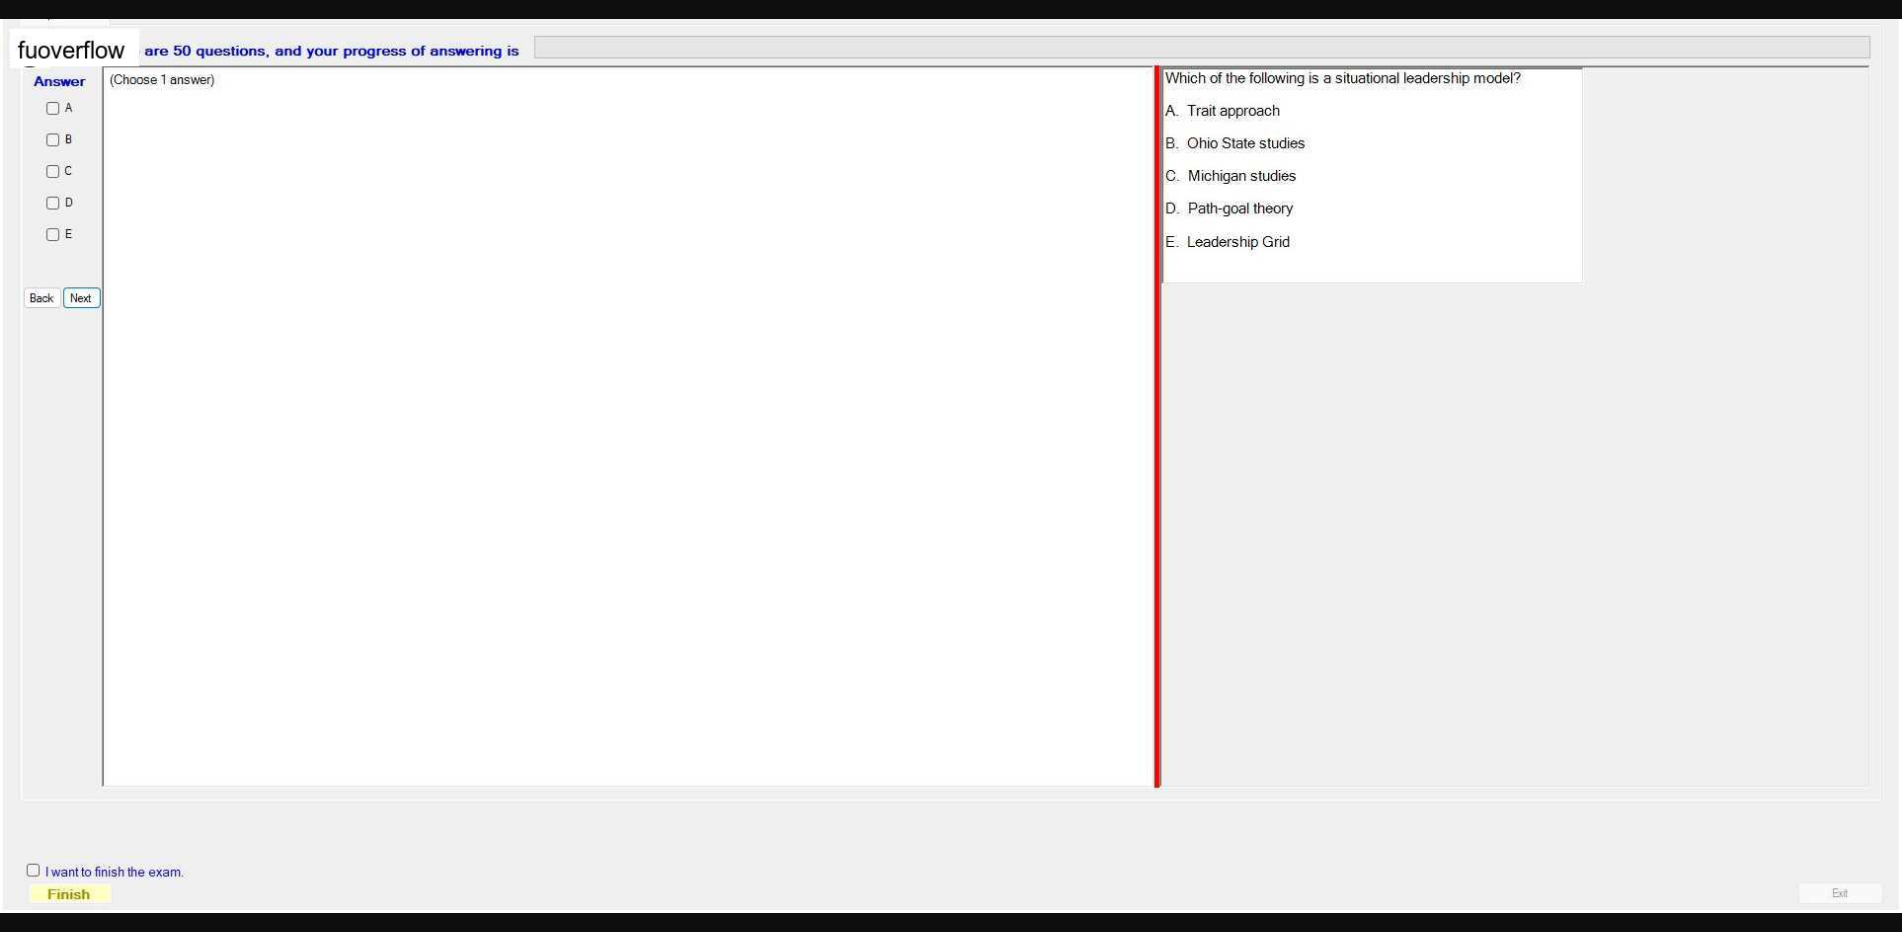 fuoverflow are 50 questions, and your progress of answering is
Answer
A
B
C
D
E
Back Next
(Choose 1 answer)
Which of the following is a situational leadership model?
A. Trait approach
B. Ohio State studies
C. Michigan studies
D. Path-goal theory
E. Leadership Grid
I want to finish the exam.
Finish
Exit